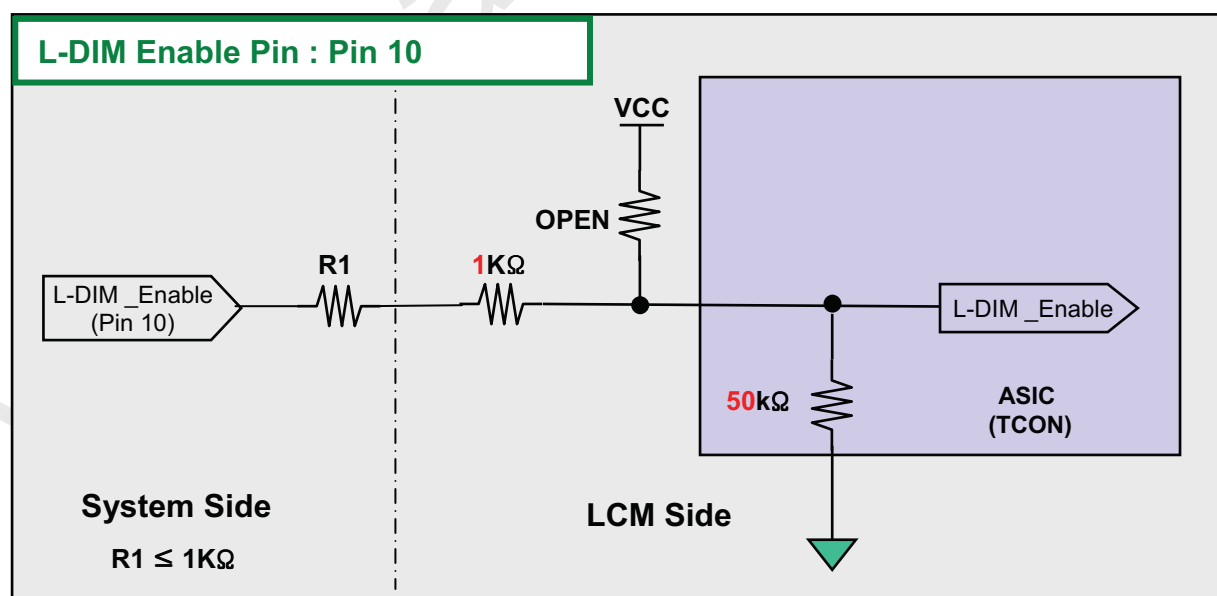 L-DIM Enable Pin : Pin 10
VCC
OPEN
R1
1KΩ
L-DIM _Enable
(Pin 10)
L-DIM _Enable
50kΩ
ASIC
(TCON)
System Side
LCM Side
R1 ≤ 1KΩ